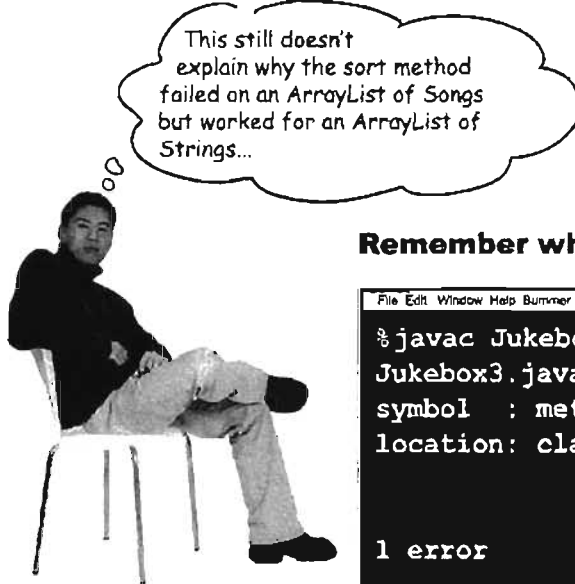 This still doesn't
explain why the sort method
failed on an ArrayList of Songs
but worked for an ArrayList of
Strings...
Remember wh
File Edit Window Help Bummer
%javac Jukebo
Jukebox3.java
symbol : met
location: cla
1 error